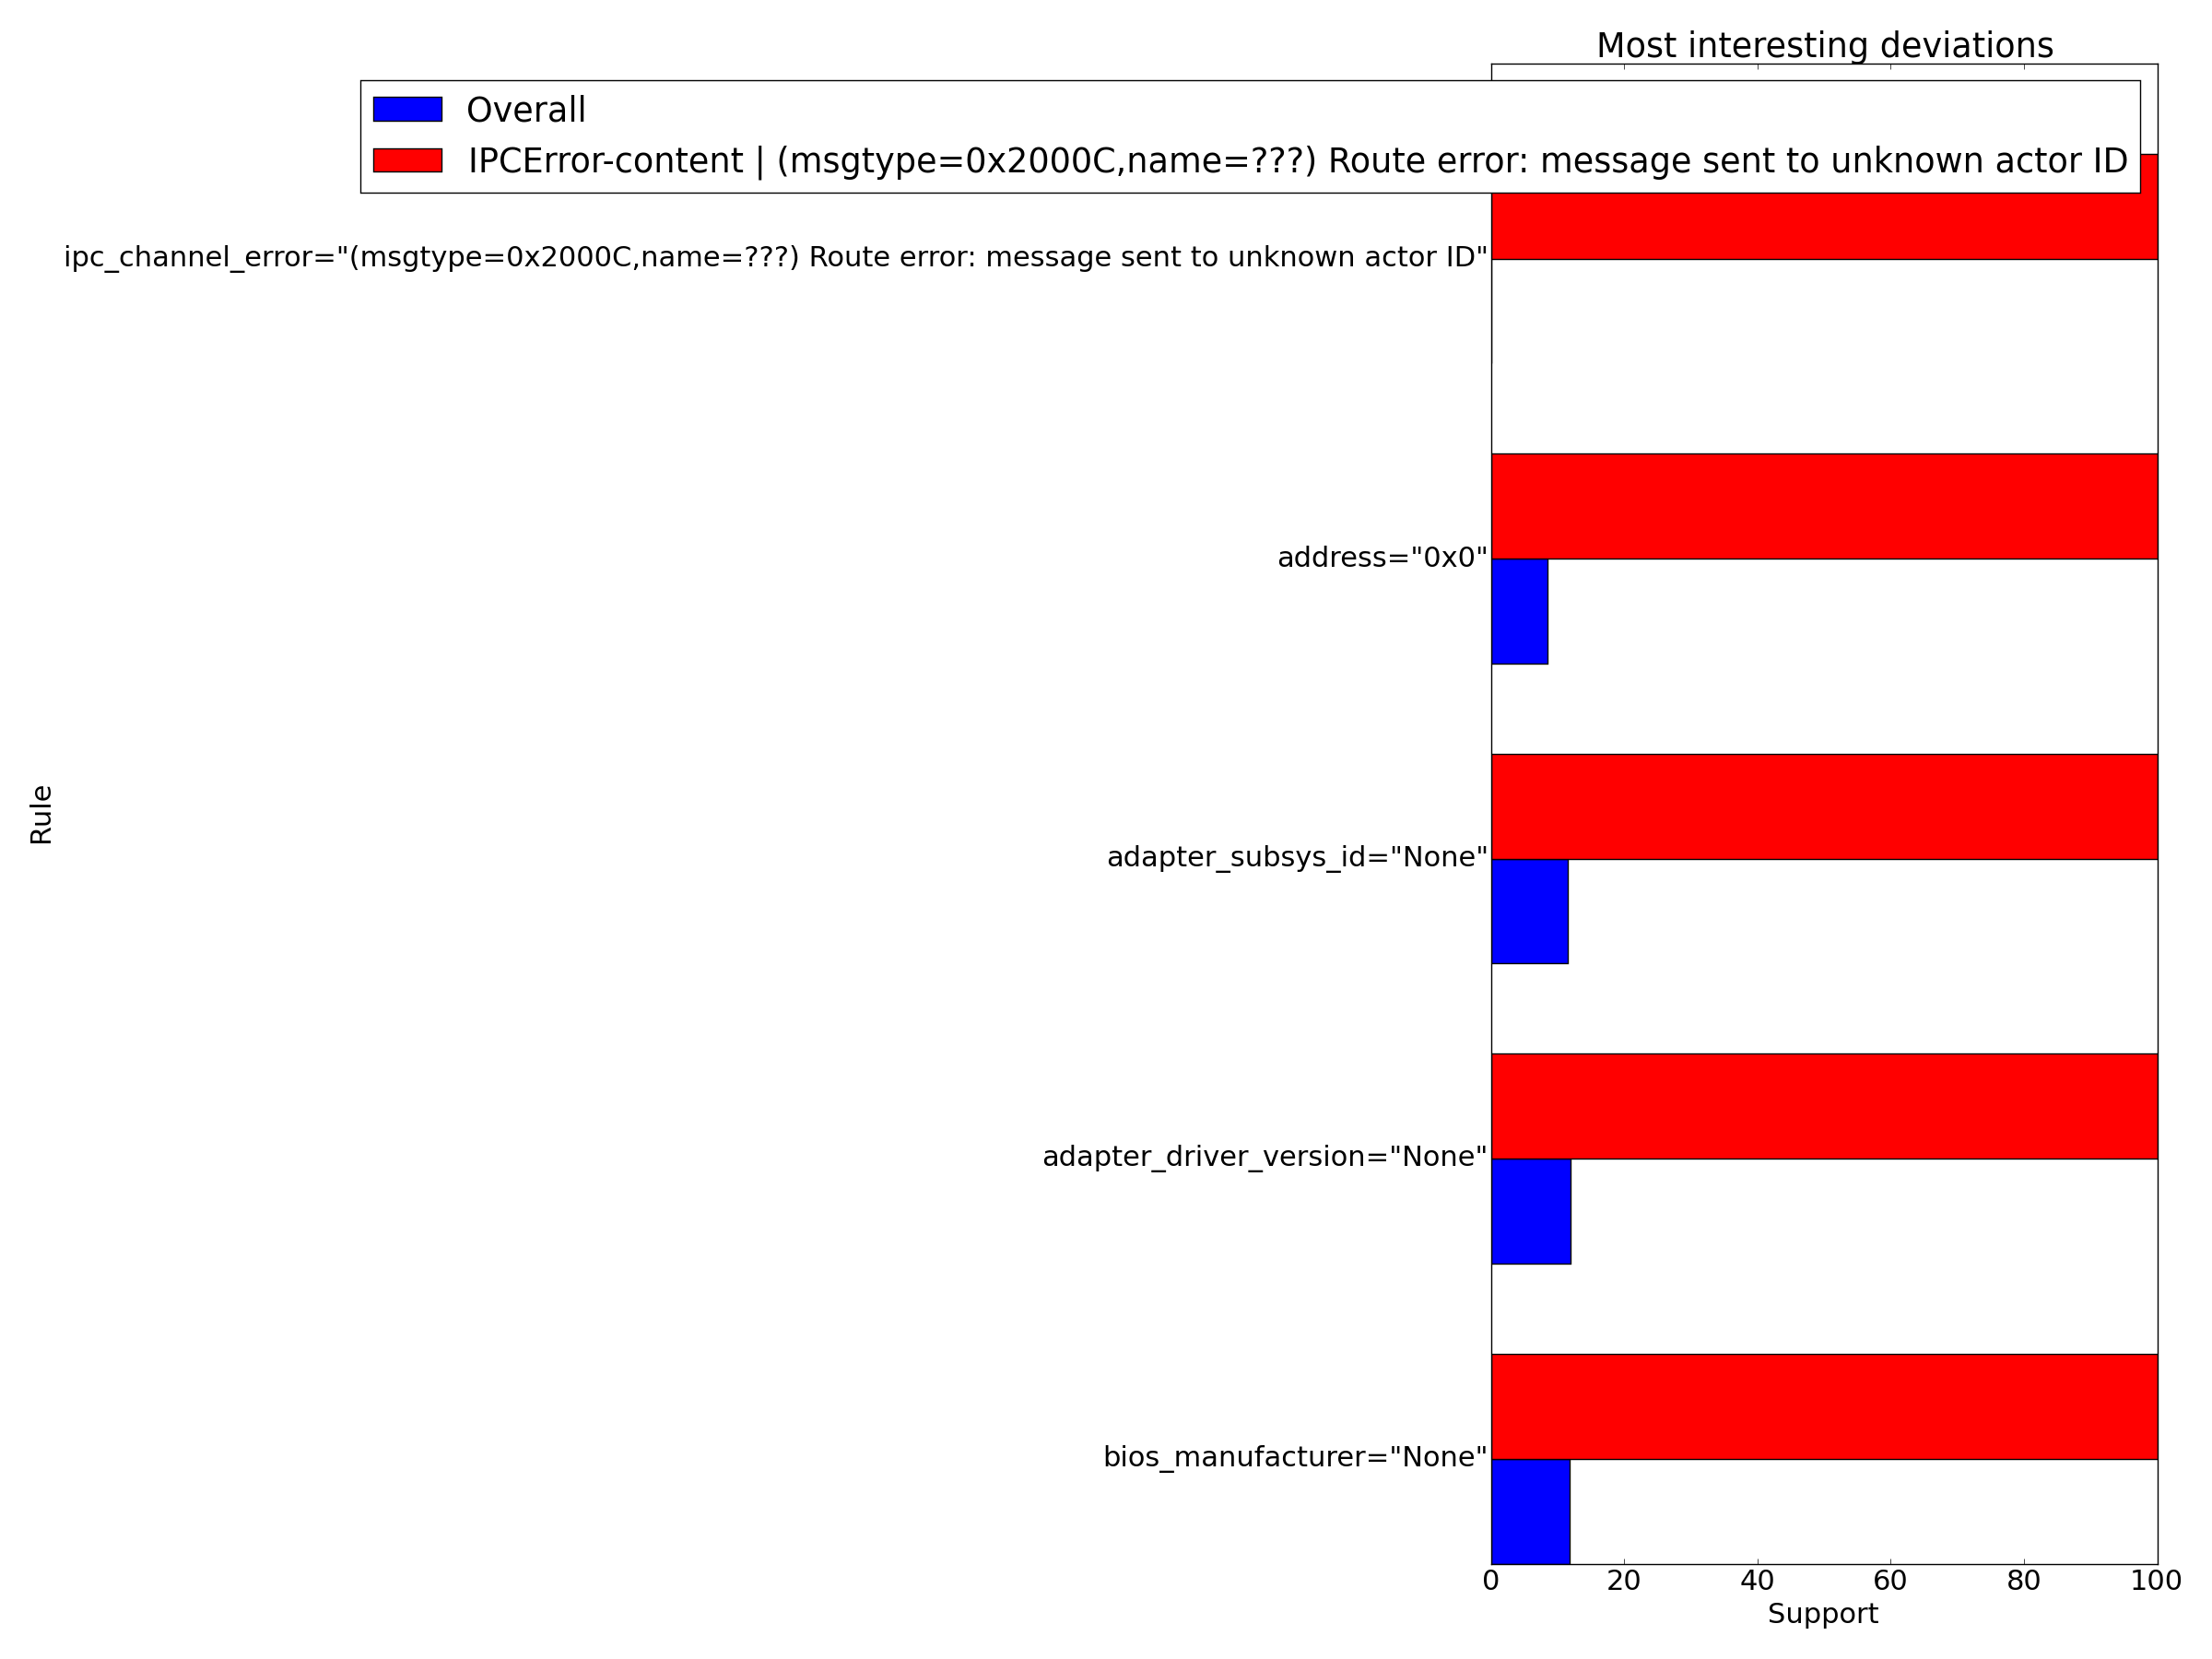 Most interesting deviations
Overall
IPCError-content | (msgtype=0x2000C,name=???) Route error: message sent to unknown actor ID
ipc_channel_error="(msgtype=0x2000C,name=???) Route error: message sent to unknown actor ID"
address="0x0"
adapter_subsys_id="None"
Rule
adapter_driver_version="None"
bios_manufacturer="None"
0 20 40 60 80 100
Support